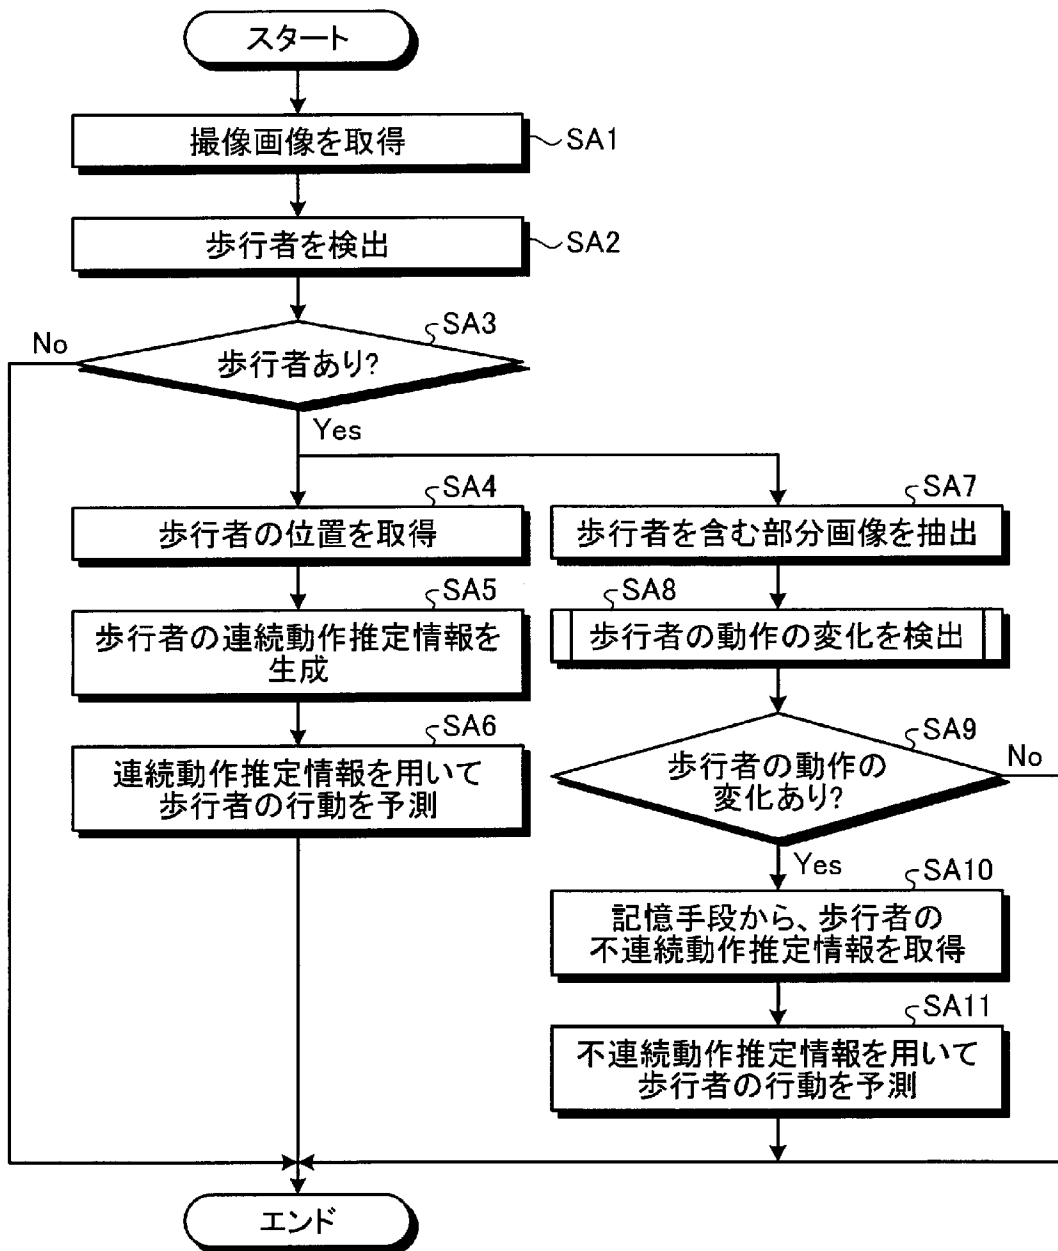 スタート
撮像画像を取得
SA1
歩行者を検出
SA2
SA3
No
歩行者あり?
Yes
SA4
歩行者の位置を取得
SA5
歩行者の連続動作推定情報を
生成
SA6
連続動作推定情報を用いて
歩行者の行動を予測
SA7
歩行者を含む部分画像を抽出
SA8
歩行者の動作の変化を検出
SA9
No
歩行者の動作の
変化あり?
Yes
SA10
記憶手段から、歩行者の
不連続動作推定情報を取得
SA11
不連続動作推定情報を用いて
歩行者の行動を予測
エンド